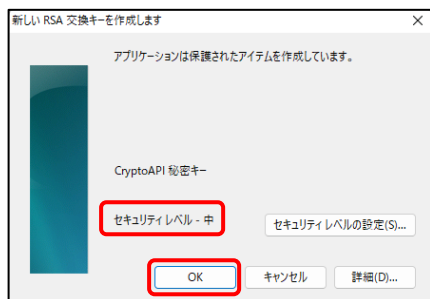 新しい RSA 交換キーを作成します
アプリケーションは保護されたアイテムを作成しています。
CryptoAPI 秘密キー
セキュリティ レベル - 中
セキュリティ レベルの設定(S)...
OK
キャンセル
詳細(D)...